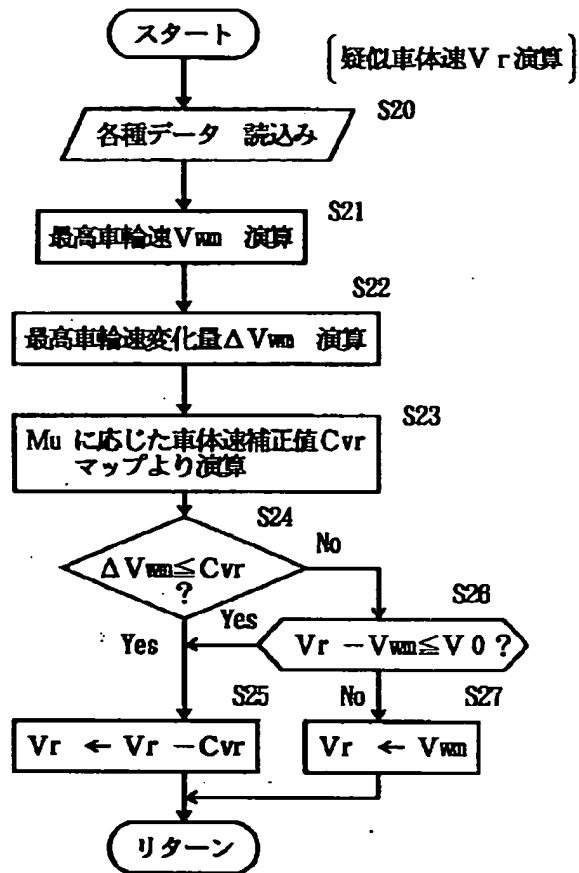 スタート
〔疑似車体速Vr演算〕
S20
各種データ 読込み
S21
最高車輪速Vwm 演算
S22
最高車輪速変化量ΔVwm 演算
S23
Mu に応じた車体速補正値Cvr
マップより演算
S24
ΔVwm≦Cvr
?
No
Yes
S26
Vr －Vwm≦V0?
Yes
S25
Vr ← Vr －Cvr
No
S27
Vr ← Vwm
リターン